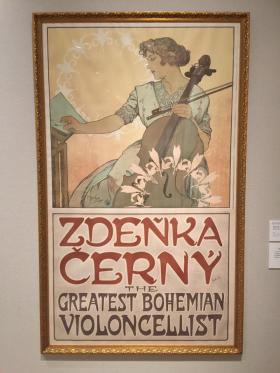 ZDEŇKA
ČERNÝ
THE
GREATEST BOHEMIAN
VIOLONCELLIST